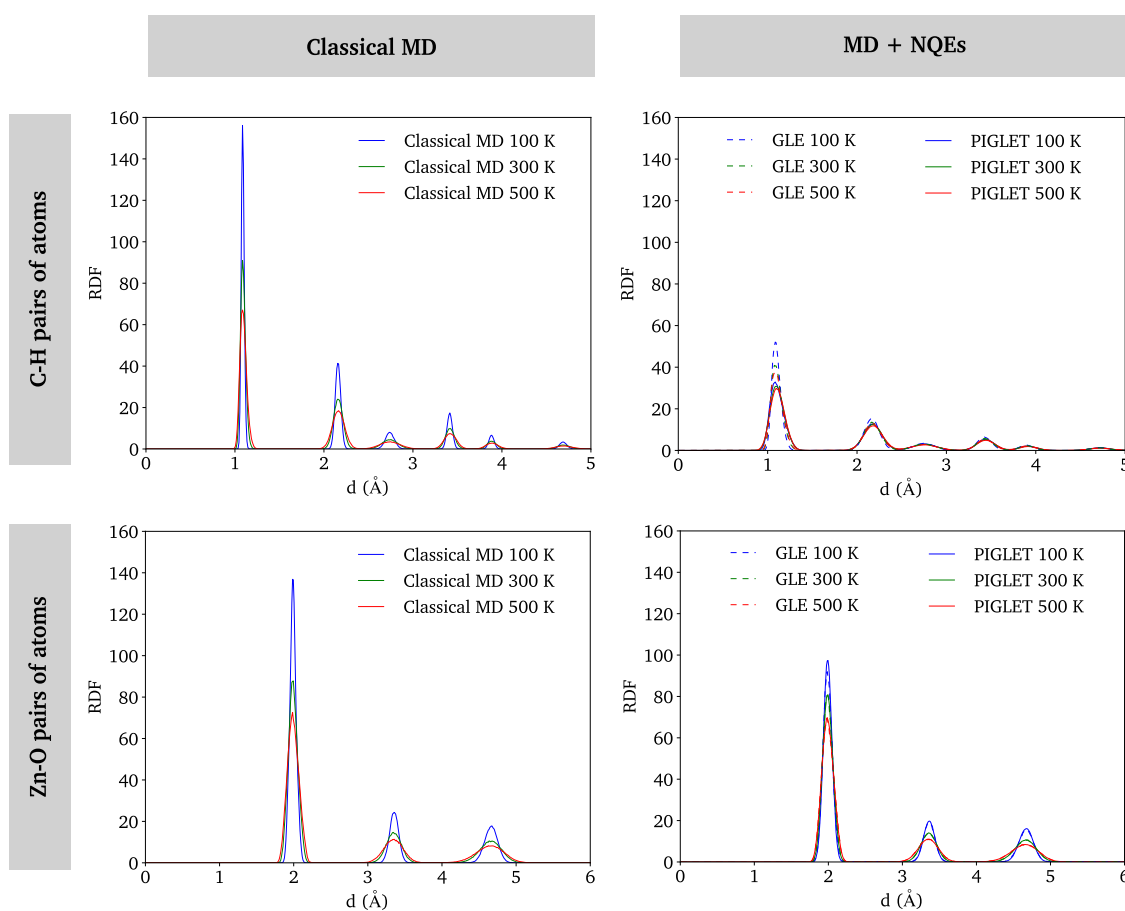 Classical MD
MD + NQEs
C-H pairs of atoms
160
140
120
100
80
60
40
20
0
RDF
Classical MD 100 K
Classical MD 300 K
Classical MD 500 K
0 1 2 3 4 5
d (Å)
160
140
120
100
80
60
40
20
0
RDF
GLE 100 K PIGLET 100 K
GLE 300 K PIGLET 300 K
GLE 500 K PIGLET 500 K
0 1 2 3 4 5
d (Å)
Zn-O pairs of atoms
160
140
120
100
80
60
40
20
0
RDF
Classical MD 100 K
Classical MD 300 K
Classical MD 500 K
0 1 2 3 4 5 6
d (Å)
160
140
120
100
80
60
40
20
0
RDF
GLE 100 K PIGLET 100 K
GLE 300 K PIGLET 300 K
GLE 500 K PIGLET 500 K
0 1 2 3 4 5 6
d (Å)